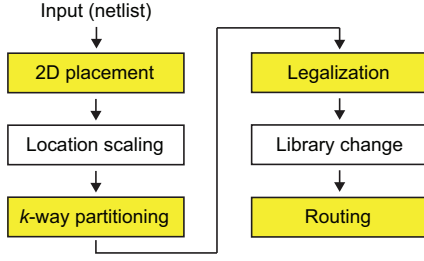 Input (netlist)
2D placement
Location scaling
k-way partitioning
Legalization
Library change
Routing